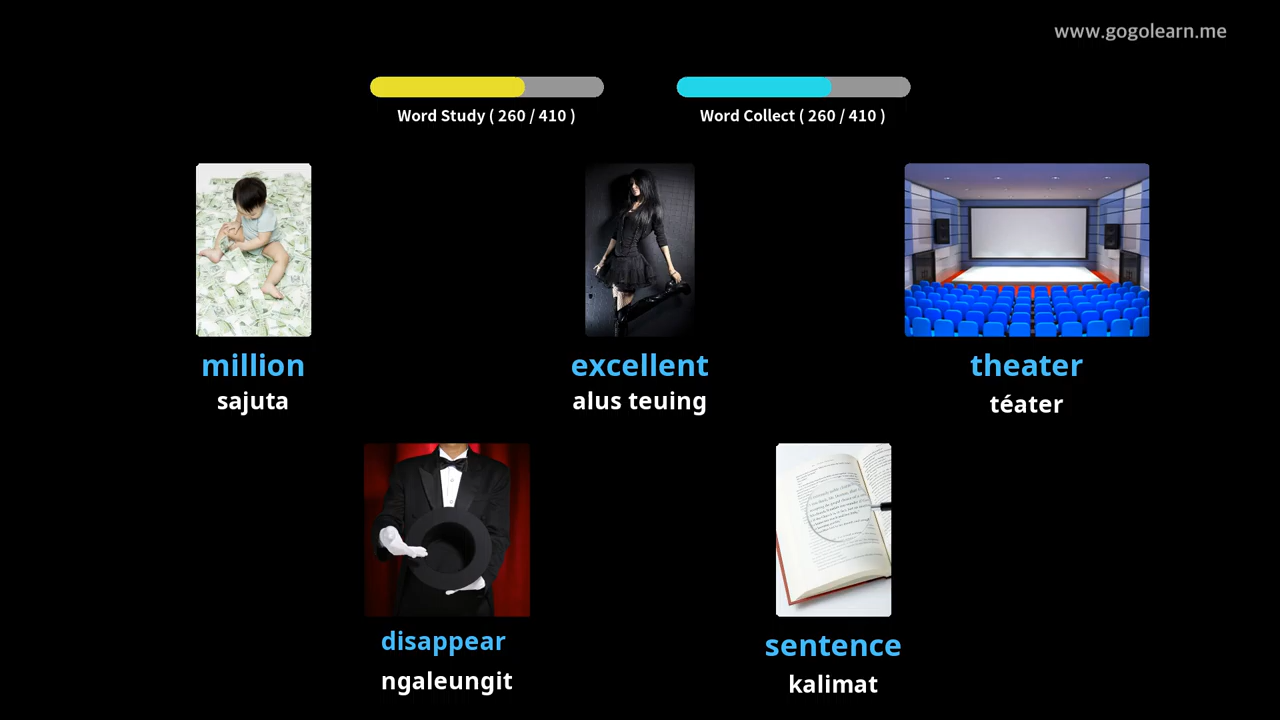 www.gogolearn.me
Word Study ( 260 / 410 )
Word Collect ( 260 / 410 )
million
sajuta
excellent
alus teuing
theater
téater
disappear
ngaleungit
sentence
kalimat